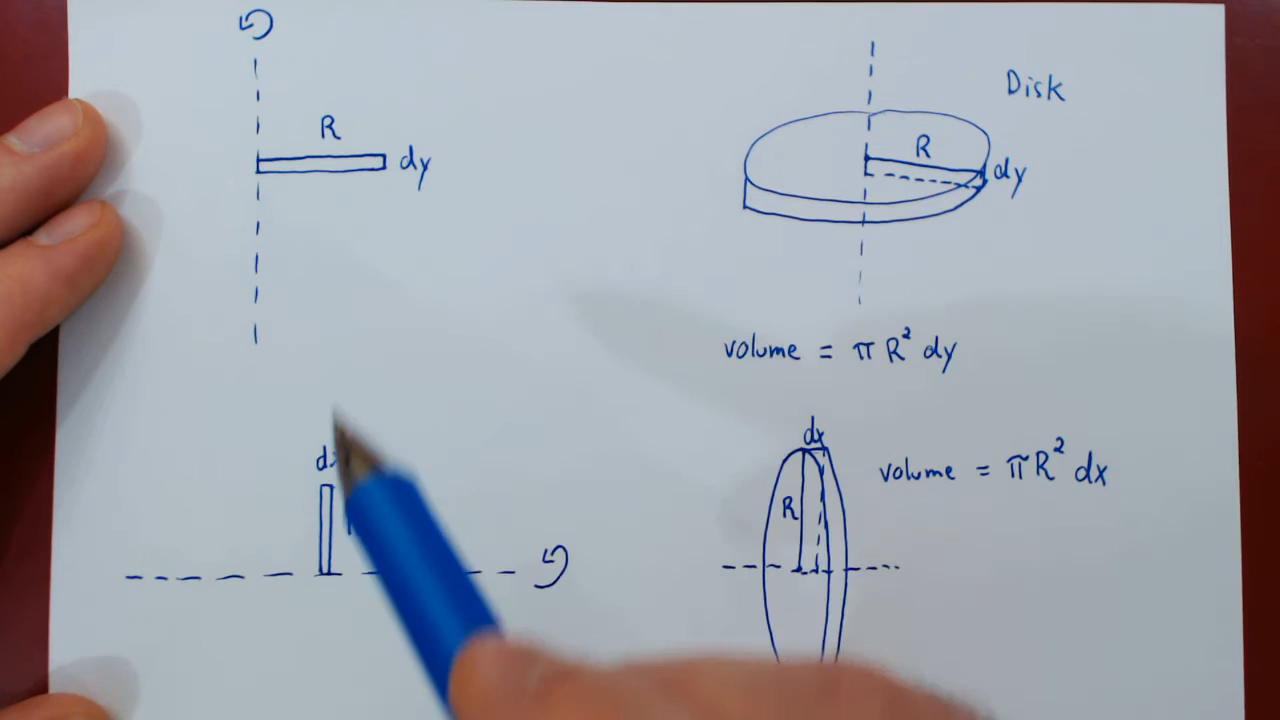 R
dy
Disk
R
dy
volume = πR² dy
dx
R
volume = πR² dx